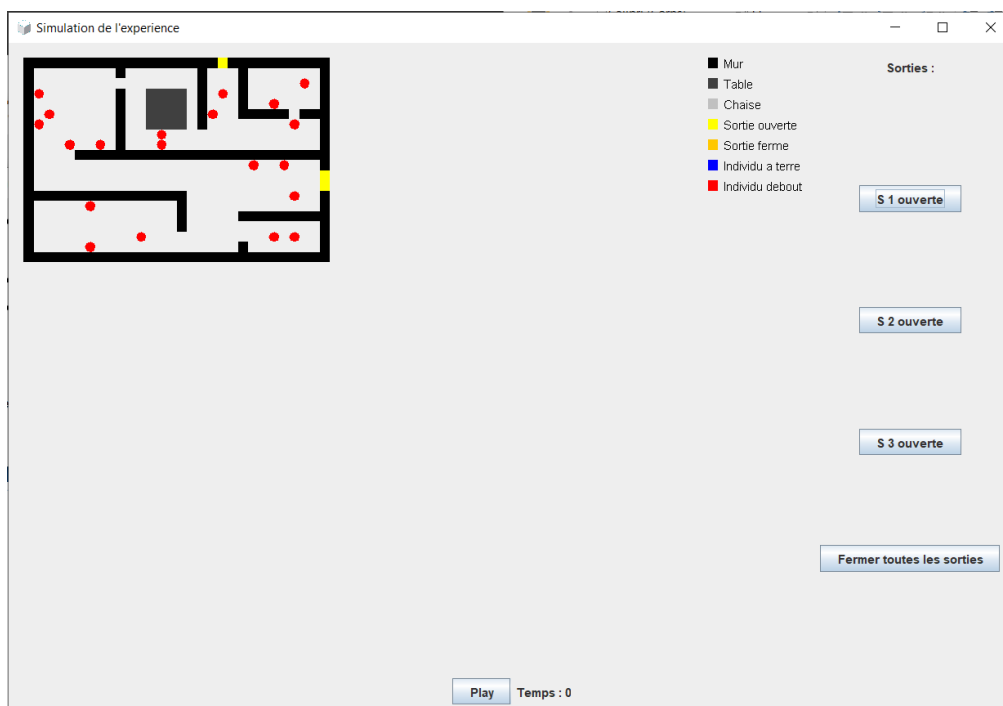 Simulation de l'experience
Mur
Table
Chaise
Sortie ouverte
Sortie ferme
Individu a terre
Individu debout
Sorties :
S 1 ouverte
S 2 ouverte
S 3 ouverte
Fermer toutes les sorties
Play
Temps : 0